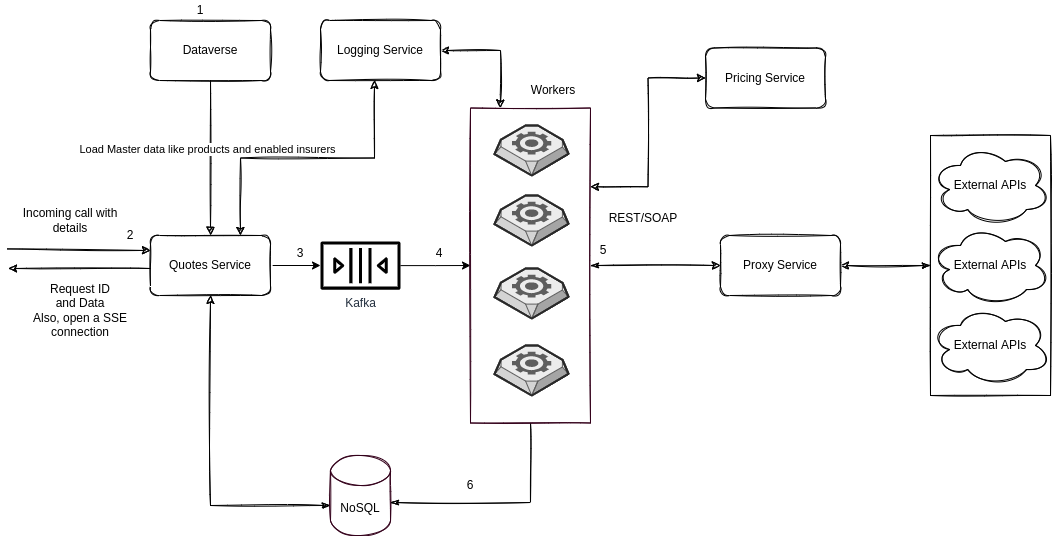 1
Dataverse
Logging Service
Workers
Pricing Service
Load Master data like products and enabled insurers
Incoming call with
details
2
Quotes Service
3
Kafka
4
REST/SOAP
5
Proxy Service
External APIs
External APIs
External APIs
Request ID
and Data
Also, open a SSE
connection
6
NoSQL